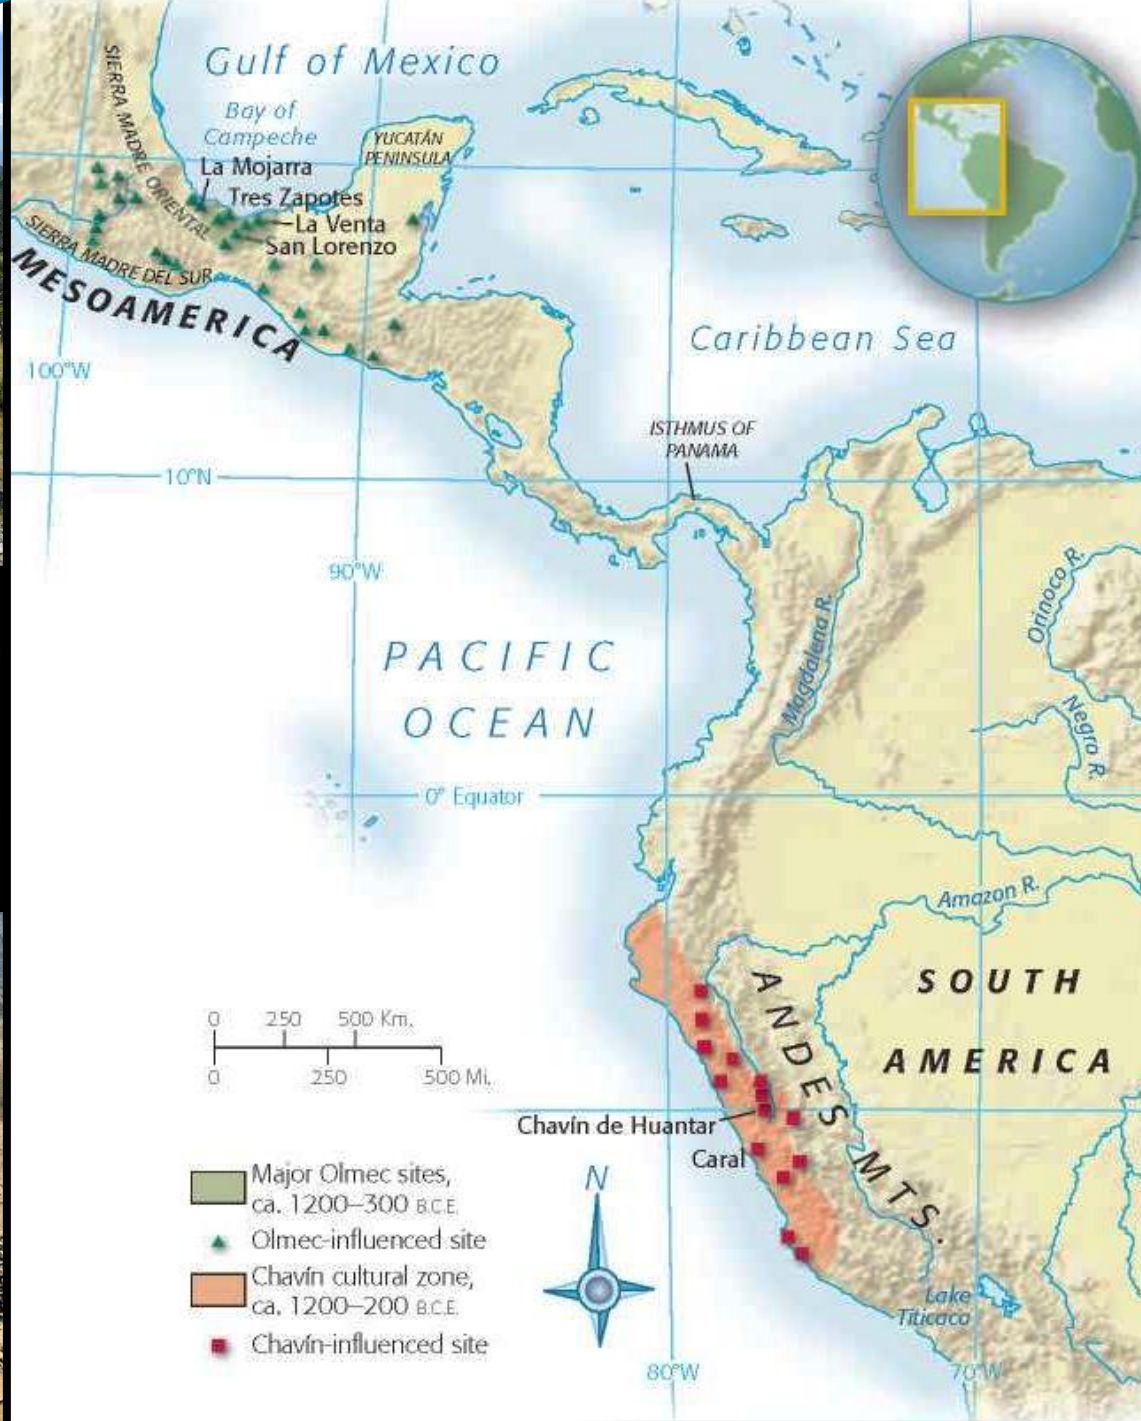 Gulf of Mexico
Bay of
Campeche
SIERRA MADRE ORIENTAL
YUCATÁN
PENINSULA
La Mojarra
Tres Zapotes
La Venta
San Lorenzo
SIERRA MADRE DEL SUR
MESOAMERICA
Caribbean Sea
100°W
ISTHMUS OF
PANAMA
10°N
90°W
Orinoco R.
Magdalena R.
PACIFIC
OCEAN
Negro R.
0° Equator
Amazon R.
SOUTH
AMERICA
ANDES MTS.
0 250 500 Km.
0 250 500 Mi.
Chavín de Huantar
Caral
N
Major Olmec sites,
ca. 1200–300 B.C.E.
Olmec-influenced site
Chavín cultural zone,
ca. 1200–200 B.C.E.
Chavín-influenced site
Lake
Titicaca
80°W
70°W